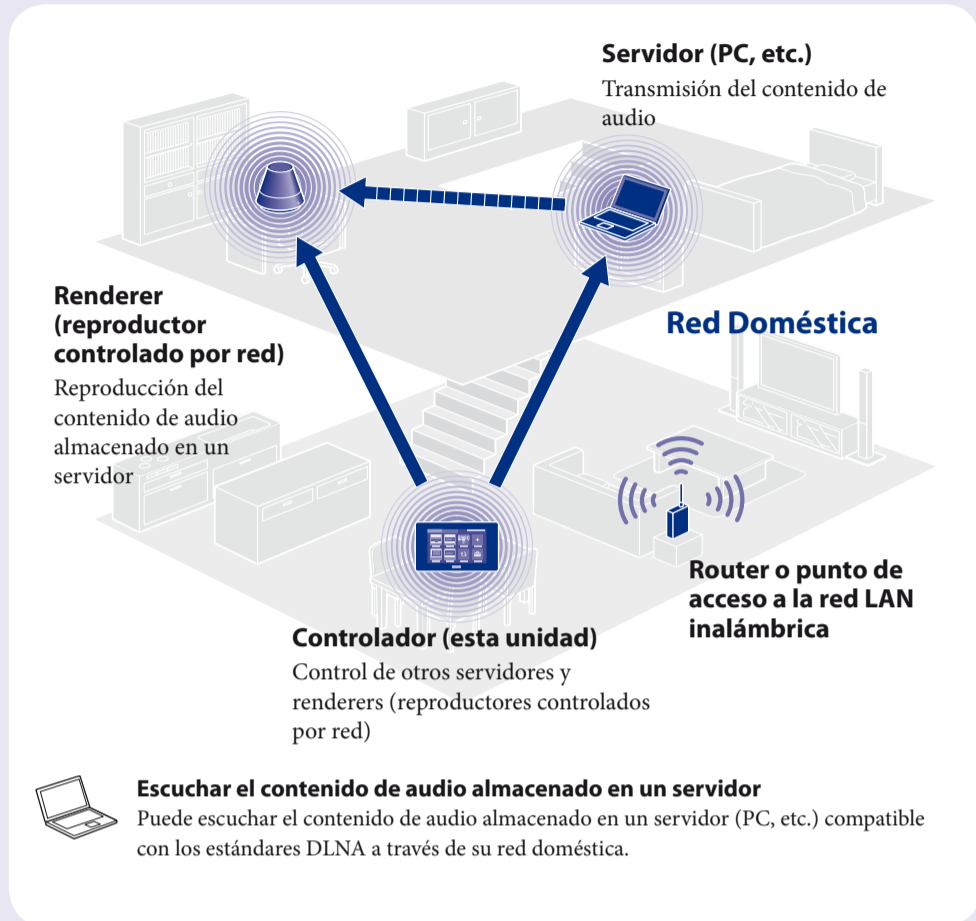 Servidor (PC, etc.)
Transmisión del contenido de
audio
Renderer
(reproductor
controlado por red)
Reproducción del
contenido de audio
almacenado en un
servidor
Red Doméstica
Router o punto de
acceso a la red LAN
inalámbrica
Controlador (esta unidad)
Control de otros servidores y
renderers (reproductores controlados
por red)
Escuchar el contenido de audio almacenado en un servidor
Puede escuchar el contenido de audio almacenado en un servidor (PC, etc.) compatible
con los estándares DLNA a través de su red doméstica.